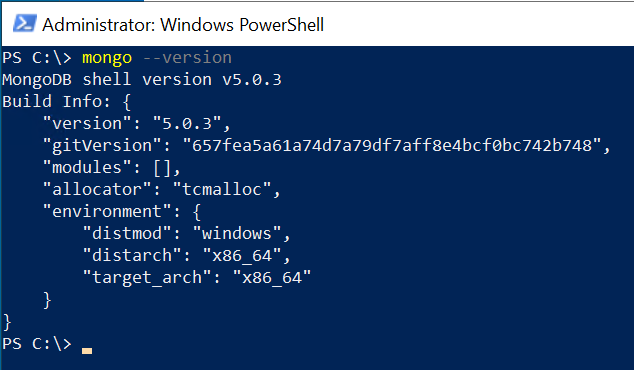 Administrator: Windows PowerShell
PS C:\> mongo --version
MongoDB shell version v5.0.3
Build Info: {
    "version": "5.0.3",
    "gitVersion": "657fea5a61a74d7a79df7aff8e4bcf0bc742b748",
    "modules": [],
    "allocator": "tcmalloc",
    "environment": {
        "distmod": "windows",
        "distarch": "x86_64",
        "target_arch": "x86_64"
    }
}
PS C:\>